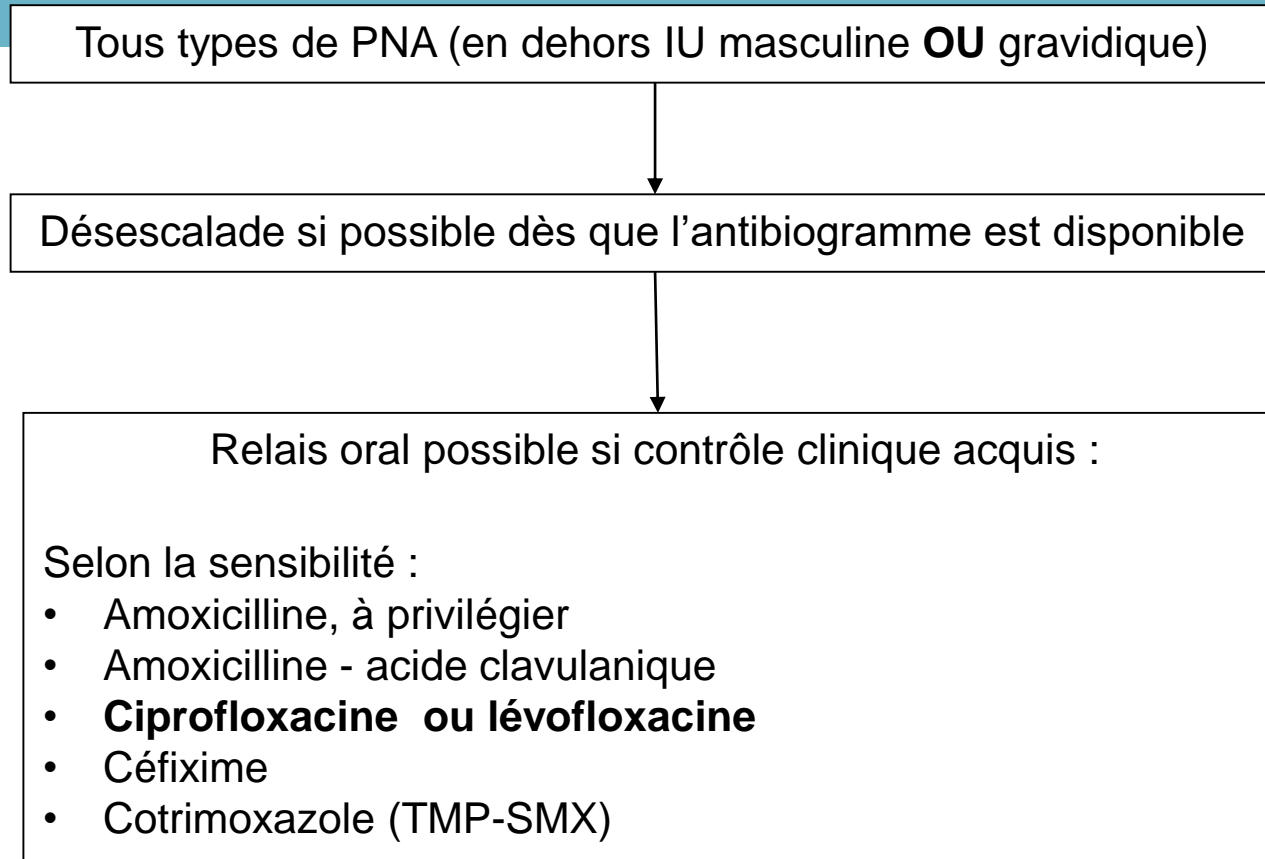 Tous types de PNA (en dehors IU masculine OU gravidique)
Désescalade si possible dès que l'antibiogramme est disponible
Relais oral possible si contrôle clinique acquis :
Selon la sensibilité :
• Amoxicilline, à privilégier
• Amoxicilline - acide clavulanique
• Ciprofloxacine ou lévofloxacine
• Céfixime
• Cotrimoxazole (TMP-SMX)